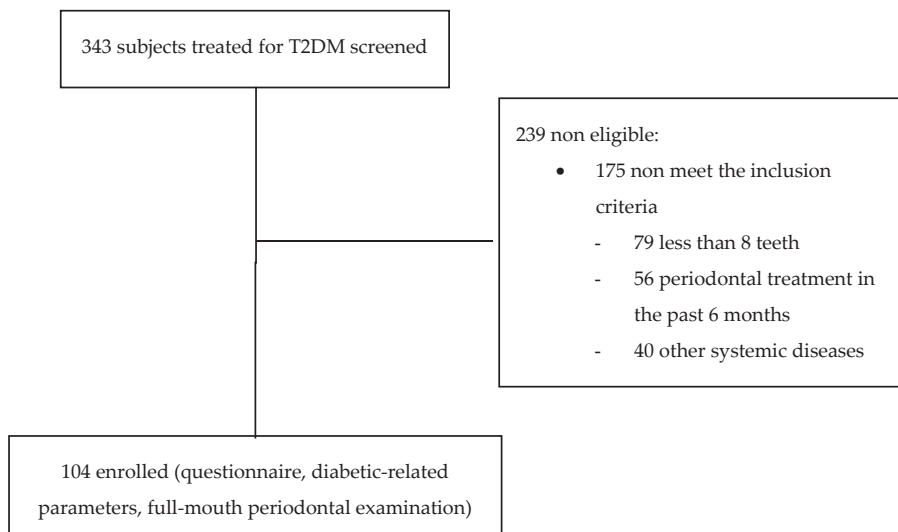 343 subjects treated for T2DM screened
239 non eligible:
• 175 non meet the inclusion
criteria
- 79 less than 8 teeth
- 56 periodontal treatment in
the past 6 months
- 40 other systemic diseases
104 enrolled (questionnaire, diabetic-related
parameters, full-mouth periodontal examination)